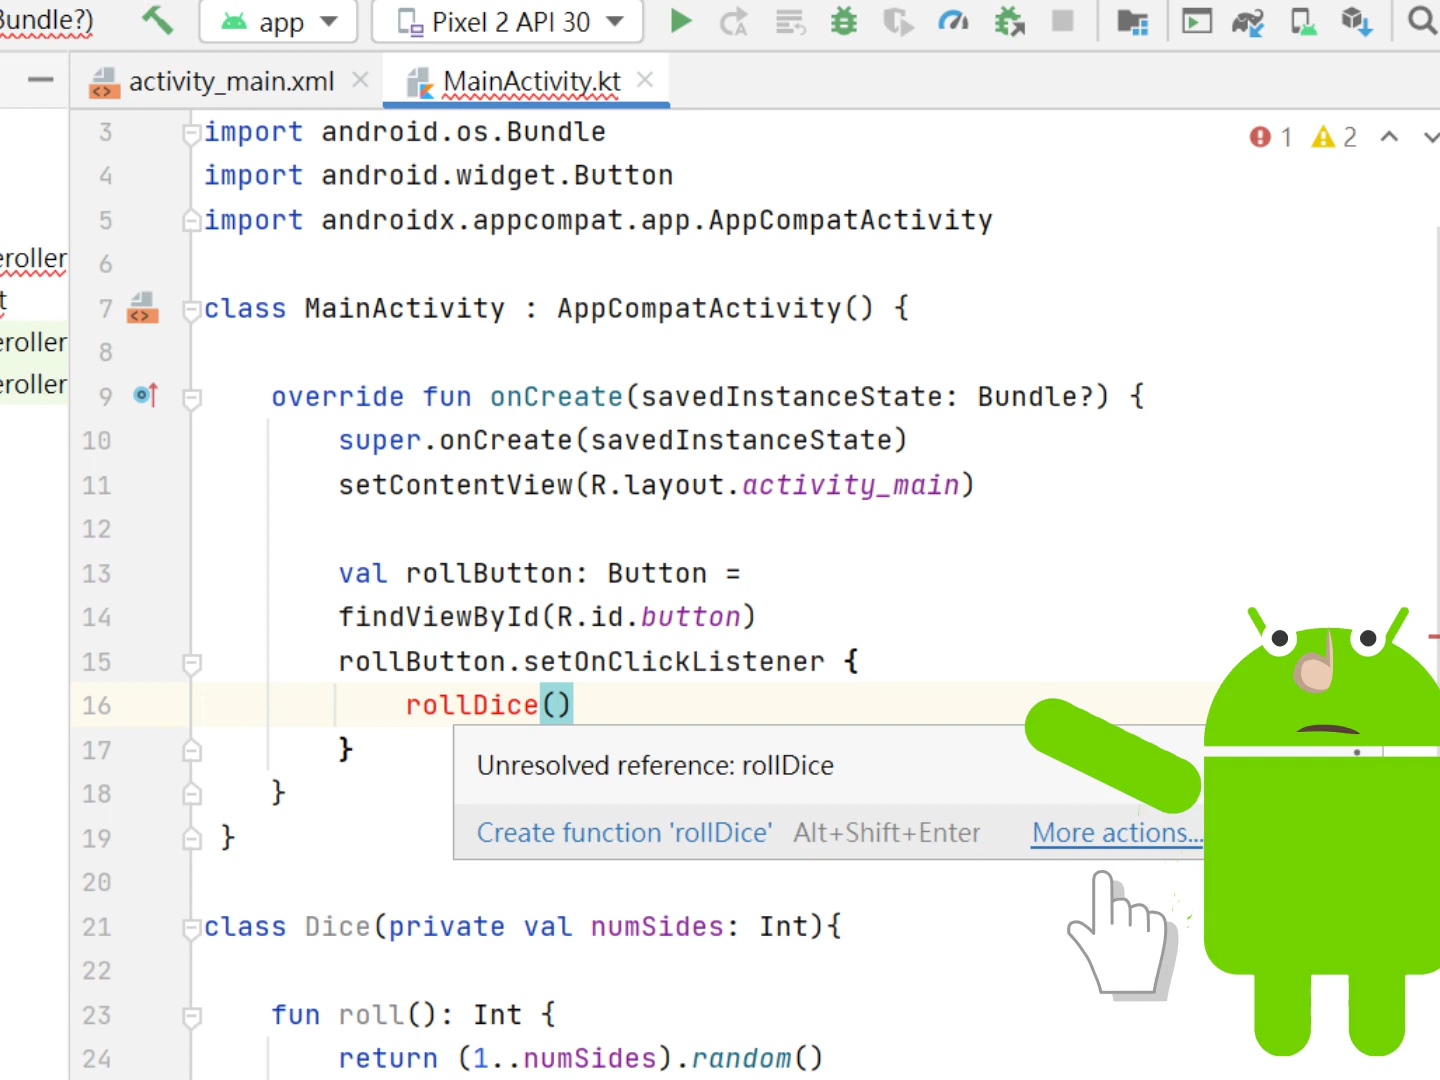 Bundle?)
app
Pixel 2 API 30
activity_main.xml
MainActivity.kt
1 2
3 import android.os.Bundle
4 import android.widget.Button
5 import androidx.appcompat.app.AppCompatActivity
6
eroller
7 class MainActivity : AppCompatActivity() {
t
8
eroller
eroller
9 override fun onCreate(savedInstanceState: Bundle?) {
10 super.onCreate(savedInstanceState)
11 setContentView(R.layout.activity_main)
12
13 val rollButton: Button =
14 findViewById(R.id.button)
15 rollButton.setOnClickListener {
16 rollDice()
17 }
Unresolved reference: rollDice
18 }
Create function 'rollDice' Alt+Shift+Enter More actions...
19 }
20
21 class Dice(private val numSides: Int){
22
23 fun roll(): Int {
24 return (1..numSides).random()